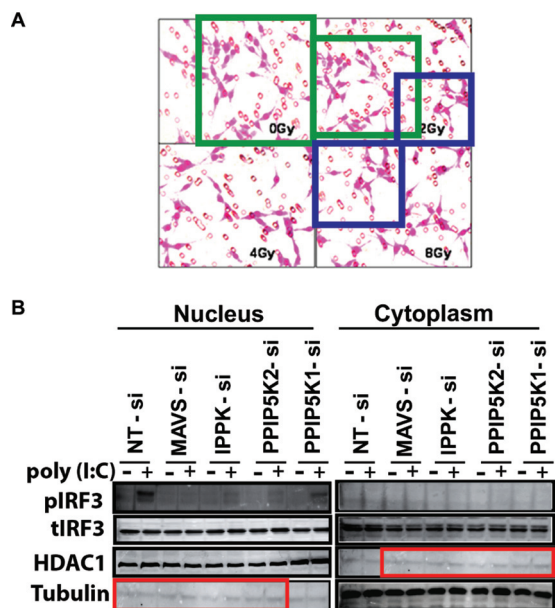 A
0Gy
2Gy
4Gy
8Gy
B
Nucleus
Cytoplasm
NT - si
MAVS - si
IPPK - si
PPIP5K2- si
PPIP5K1- si
NT - si
MAVS - si
IPPK - si
PPIP5K2- si
PPIP5K1- si
poly (I:C) - + - + - + - + - + - + - + - + - + - +
pIRF3
tIRF3
HDAC1
Tubulin